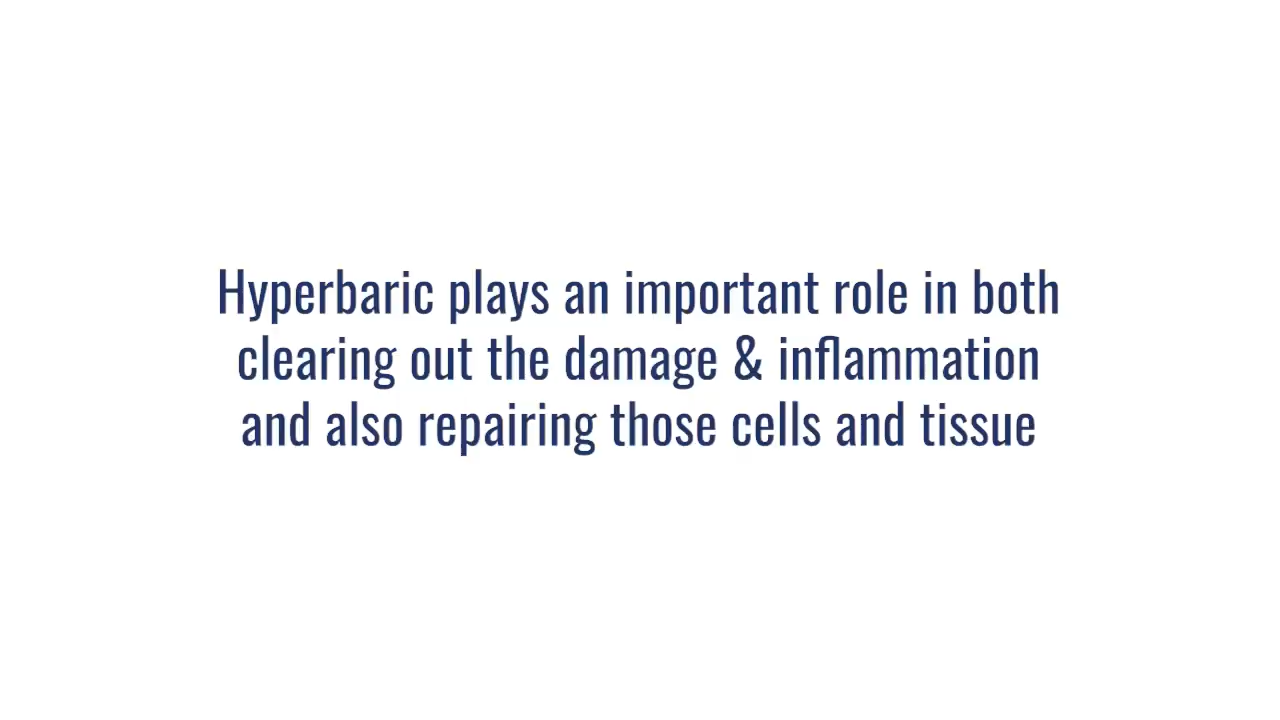 Hyperbaric plays an important role in both
clearing out the damage & inflammation
and also repairing those cells and tissue